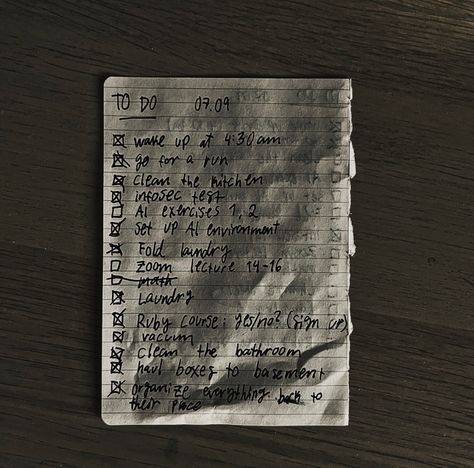 TO DO 07.09
wake up at 4:30am
go for a run
clean the kitchen
infosec test
AI exercises 1, 2
set up AI environment
Fold laundry
Zoom lecture 14-16
math
Laundry
Ruby course: yes/no? (sign up)
vacuum
clean the bathroom
haul boxes to basement
organize everything back to
their place